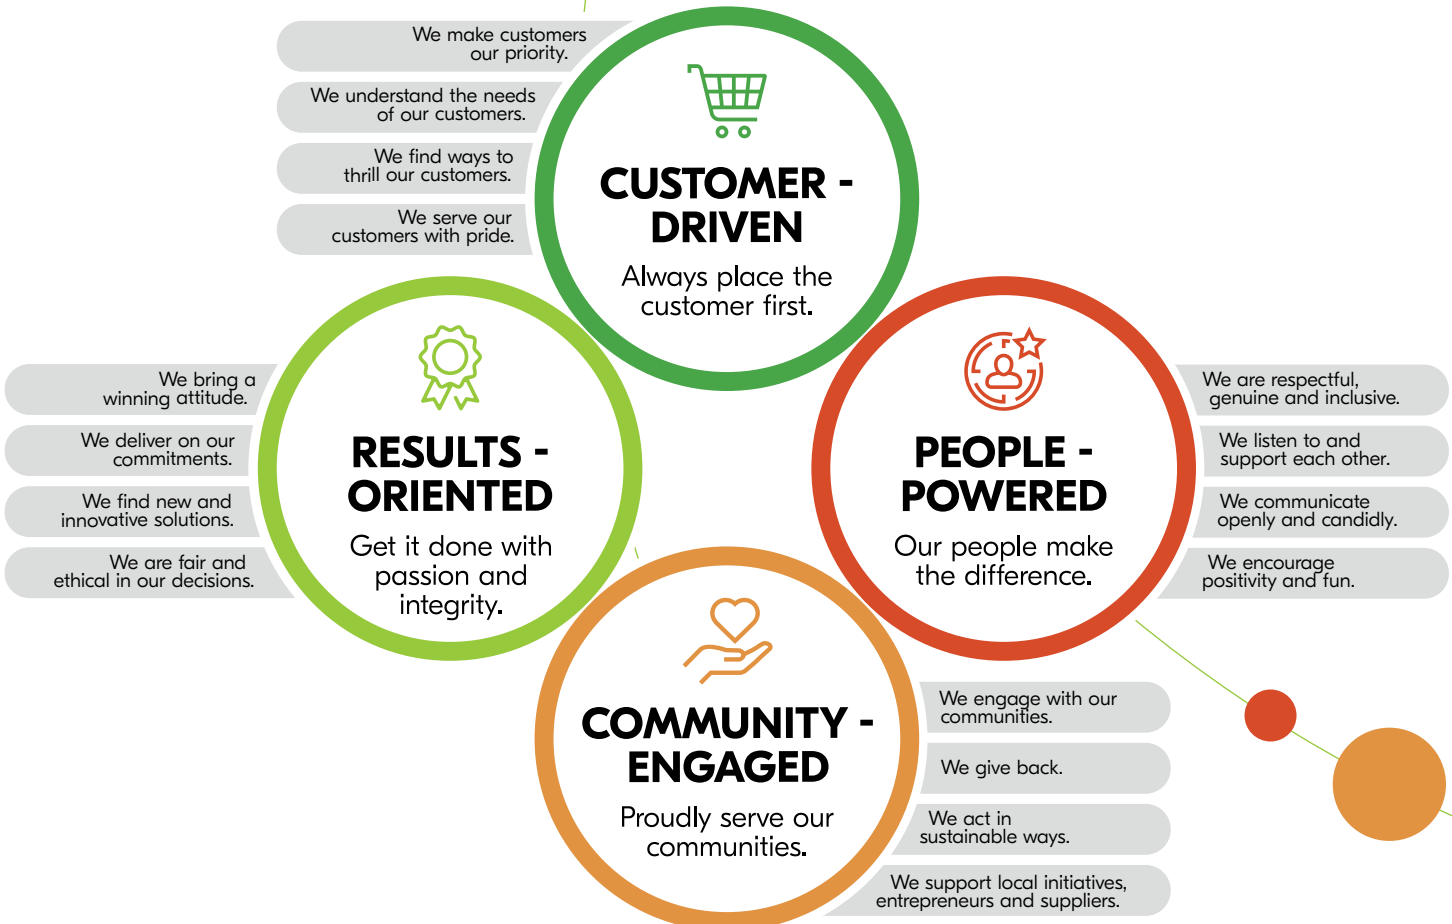 We make customers
our priority.
We understand the needs
of our customers.
We find ways to
thrill our customers.
We serve our
customers with pride.
CUSTOMER -
DRIVEN
Always place the
customer first.
We bring a
winning attitude.
We deliver on our
commitments.
We find new and
innovative solutions.
We are fair and
ethical in our decisions.
RESULTS -
ORIENTED
Get it done with
passion and
integrity.
PEOPLE -
POWERED
Our people make
the difference.
We are respectful,
genuine and inclusive.
We listen to and
support each other.
We communicate
openly and candidly.
We encourage
positivity and fun.
COMMUNITY -
ENGAGED
Proudly serve our
communities.
We engage with our
communities.
We give back.
We act in
sustainable ways.
We support local initiatives,
entrepreneurs and suppliers.